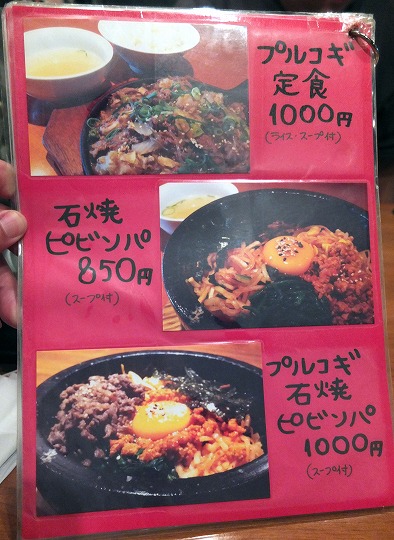 プルコギ
定食
1000円
(ライス・スープ付)
石焼
ピビンパ
850円
(スープ付)
プルコギ
石焼
ピビンパ
1000円
(スープ付)